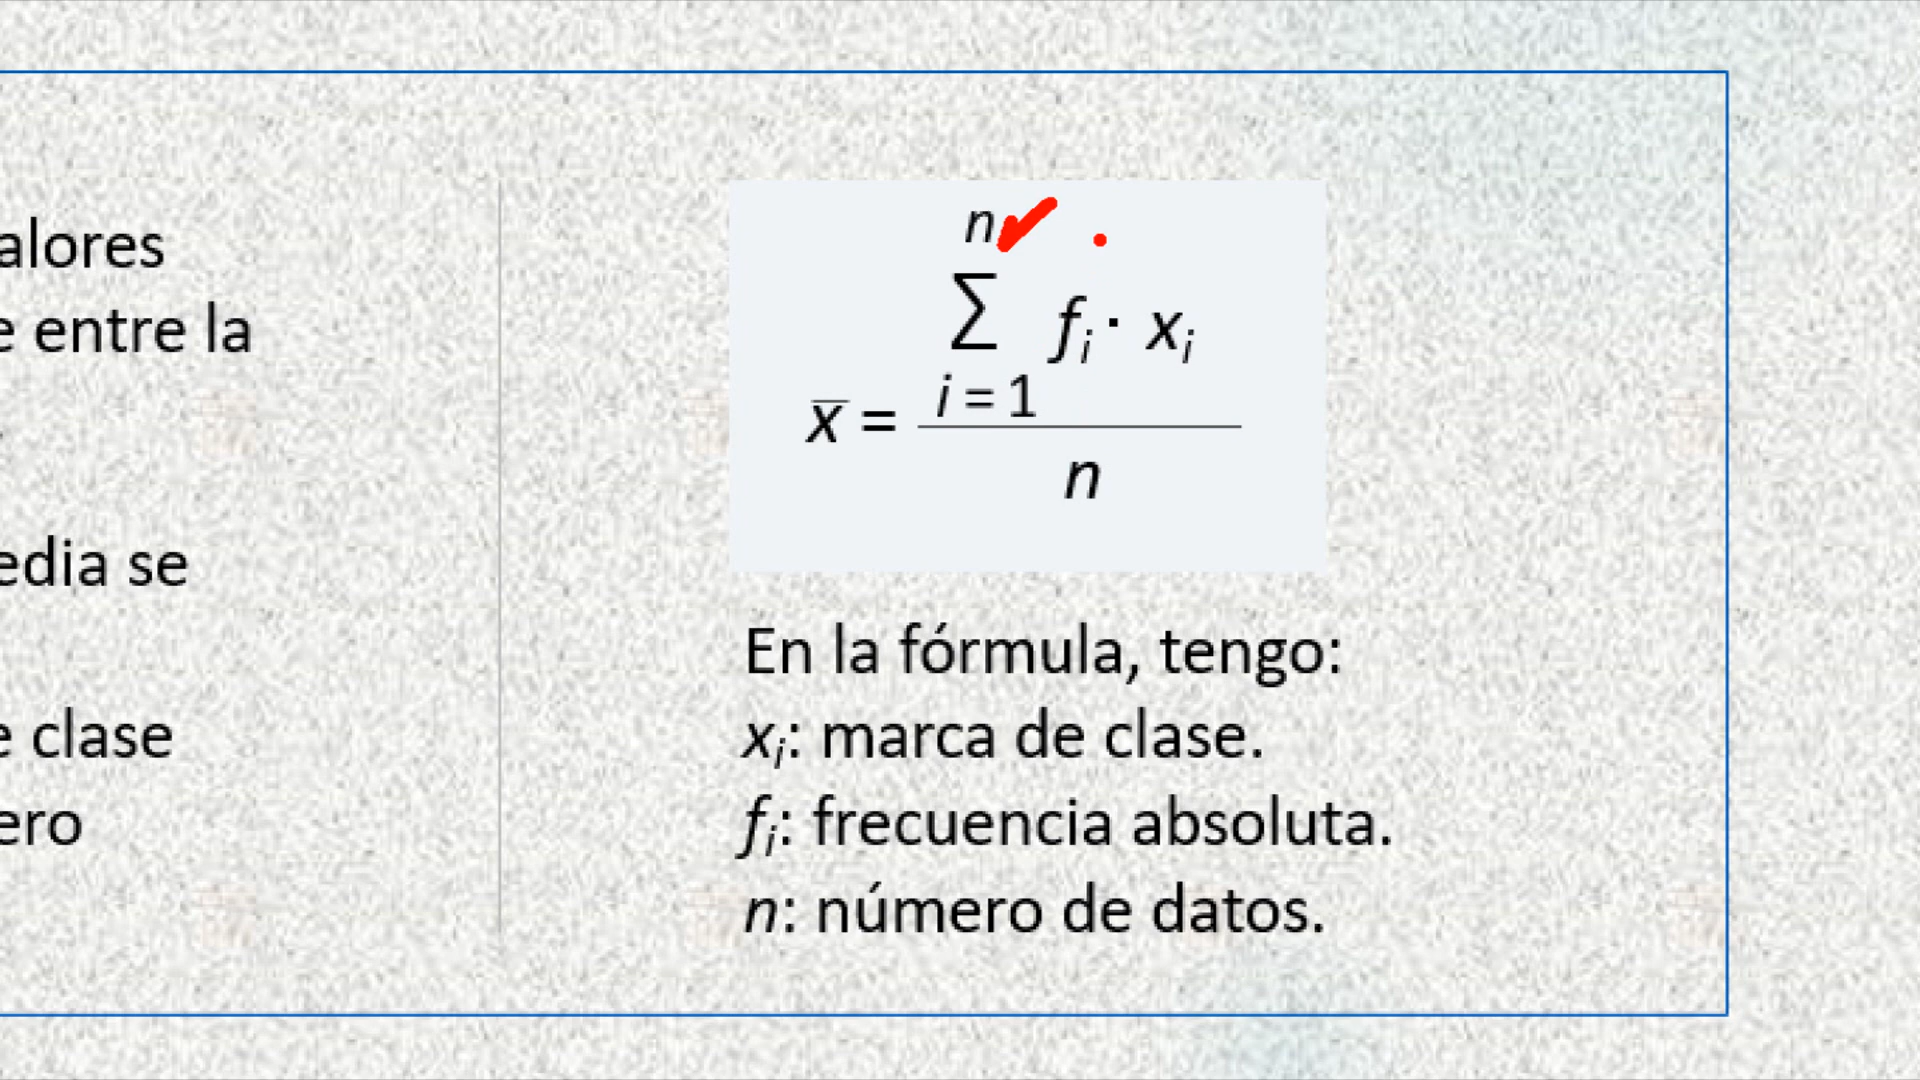 alores
e entre la
edia se
e clase
ero
n
∑ fᵢ · xᵢ
i = 1
x̅ =
n
En la fórmula, tengo:
xᵢ: marca de clase.
fᵢ: frecuencia absoluta.
n: número de datos.